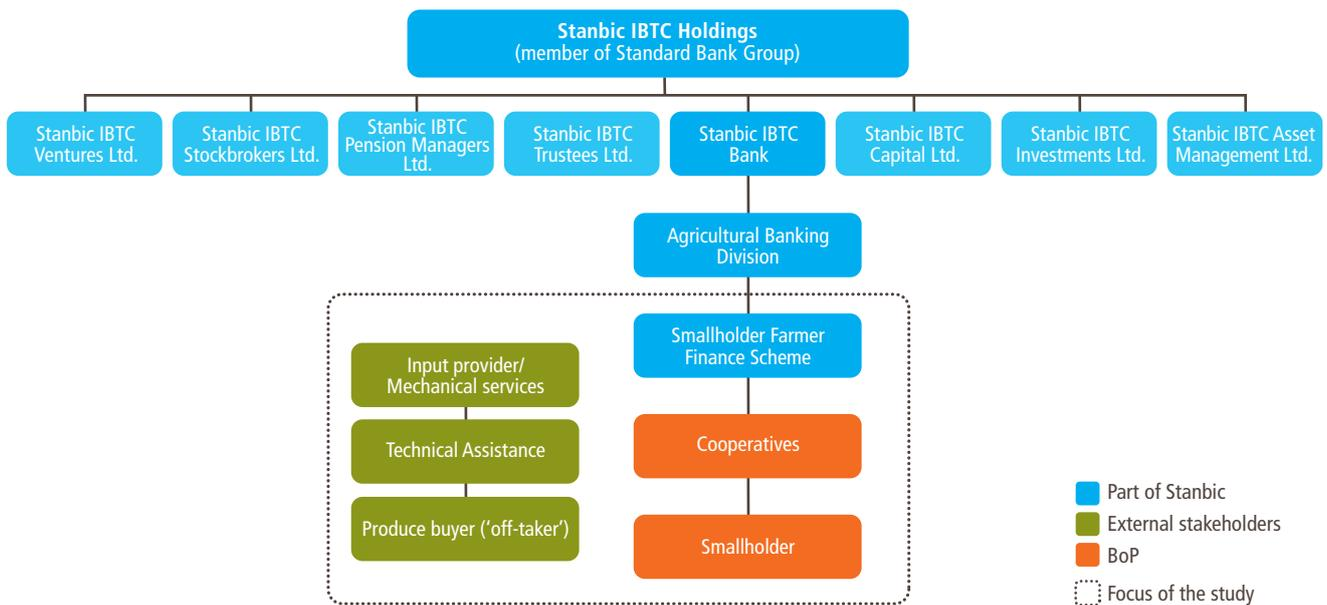 Stanbic IBTC Holdings
(member of Standard Bank Group)
Stanbic IBTC
Ventures Ltd.
Stanbic IBTC
Stockbrokers Ltd.
Stanbic IBTC
Pension Managers
Ltd.
Stanbic IBTC
Trustees Ltd.
Stanbic IBTC
Bank
Stanbic IBTC
Capital Ltd.
Stanbic IBTC
Investments Ltd.
Stanbic IBTC Asset
Management Ltd.
Agricultural Banking
Division
Smallholder Farmer
Finance Scheme
Input provider/
Mechanical services
Technical Assistance
Produce buyer (‘off-taker’)
Cooperatives
Smallholder
Part of Stanbic
External stakeholders
BoP
Focus of the study